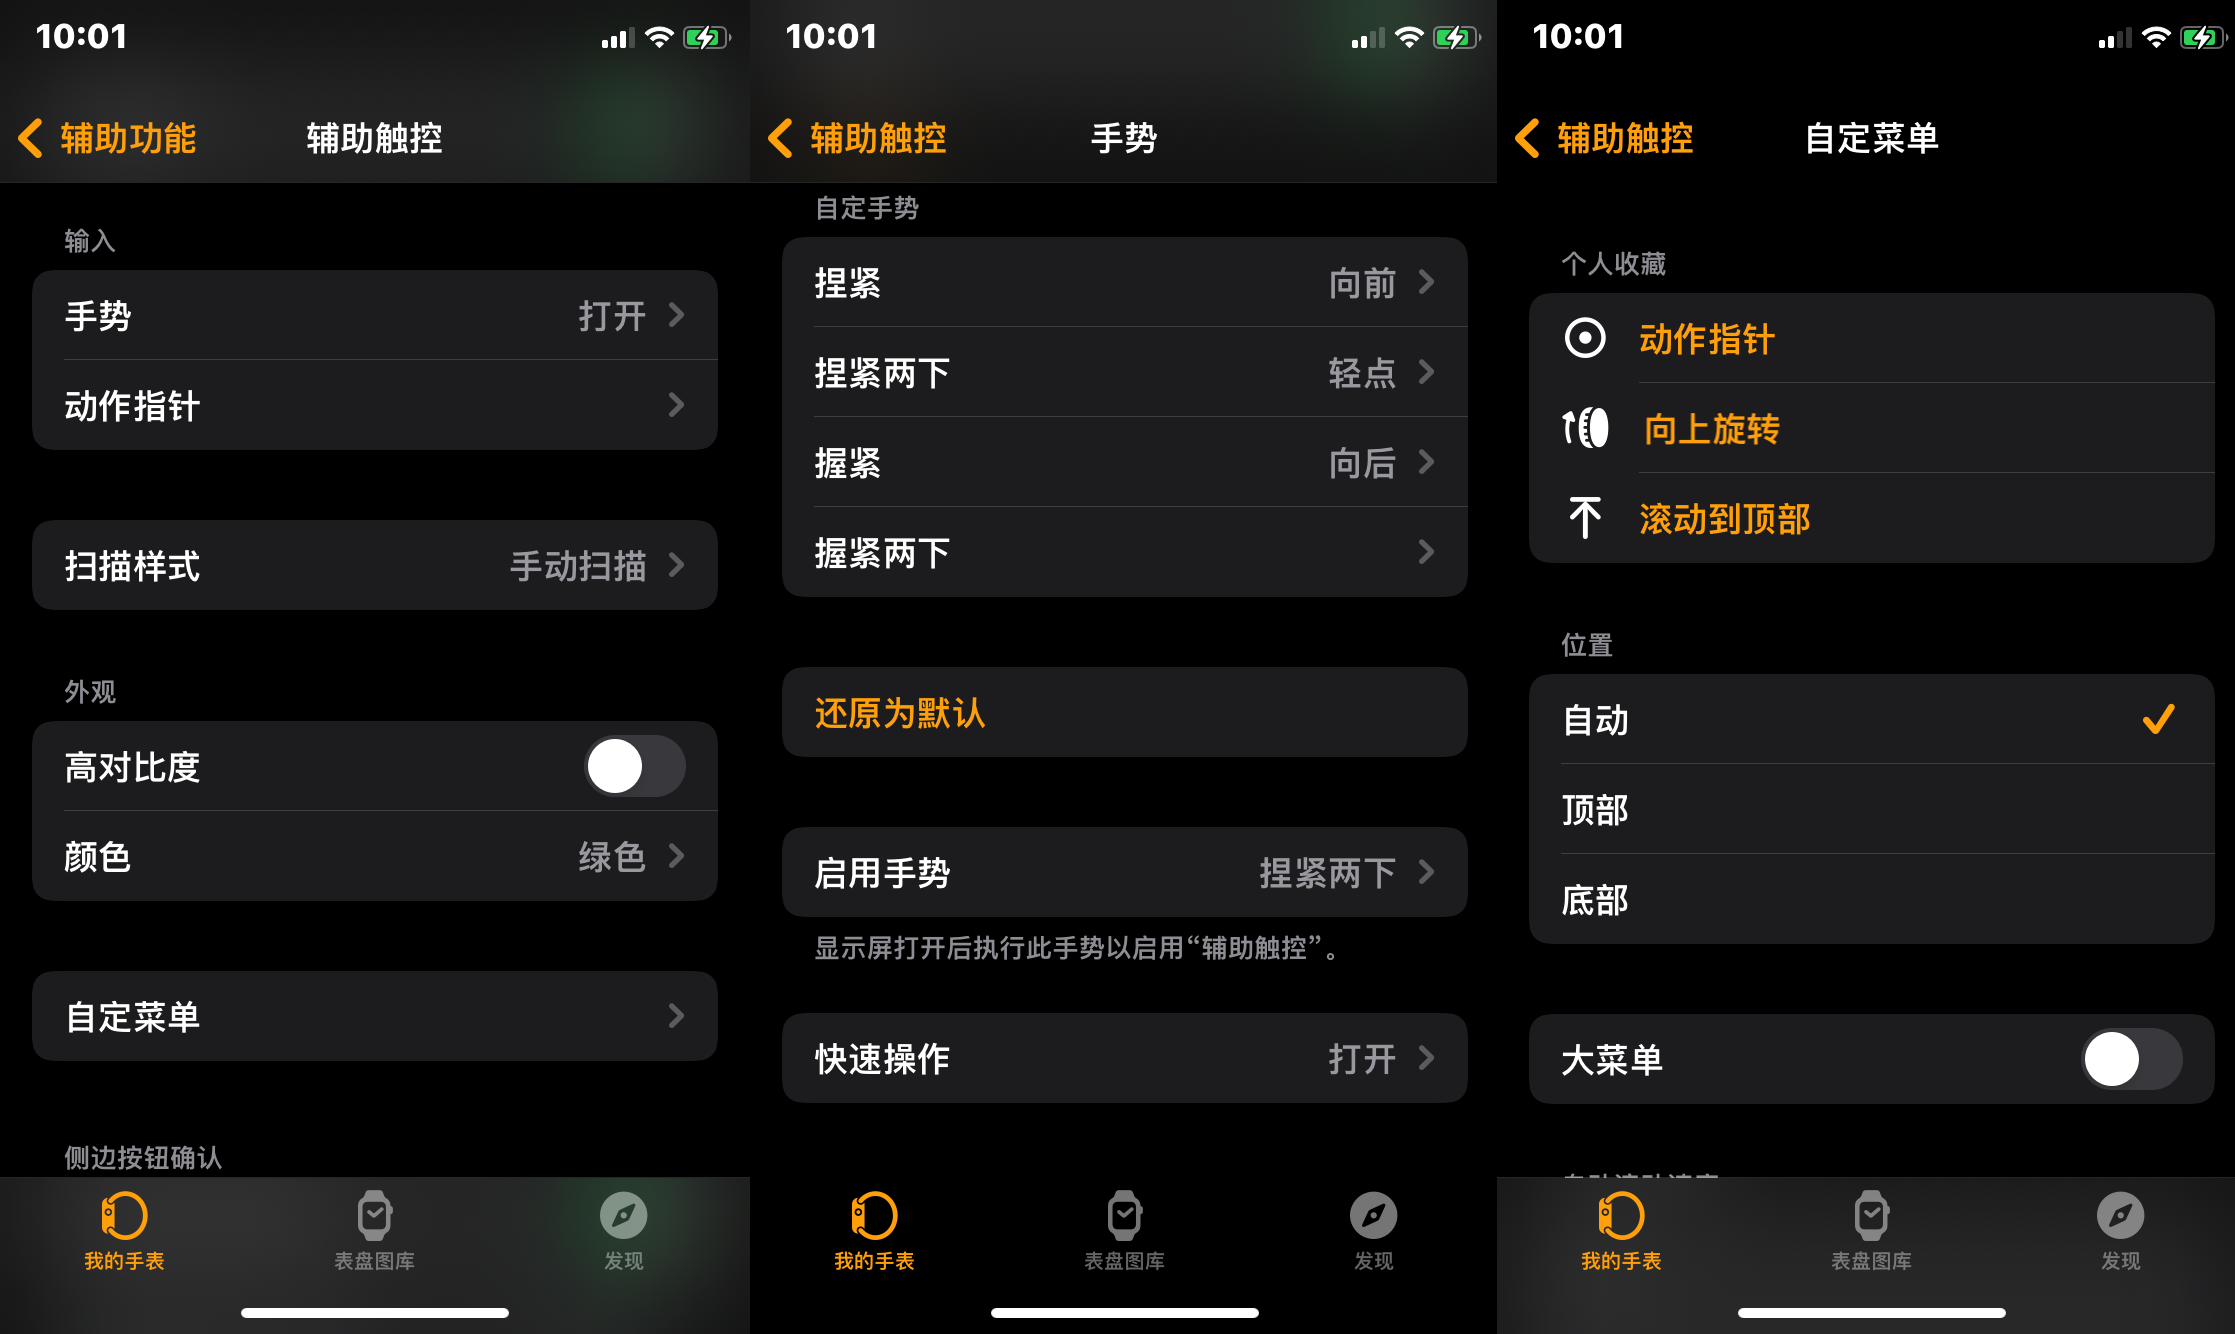 10:01
辅助功能
辅助触控
输入
手势
打开
动作指针
扫描样式
手动扫描
外观
高对比度
颜色
绿色
自定菜单
侧边按钮确认
我的手表
表盘图库
发现
10:01
辅助触控
手势
自定手势
捏紧
向前
捏紧两下
轻点
握紧
向后
握紧两下
还原为默认
启用手势
捏紧两下
显示屏打开后执行此手势以启用“辅助触控”。
快速操作
打开
我的手表
表盘图库
发现
10:01
辅助触控
自定菜单
个人收藏
动作指针
向上旋转
滚动到顶部
位置
自动
顶部
底部
大菜单
我的手表
表盘图库
发现